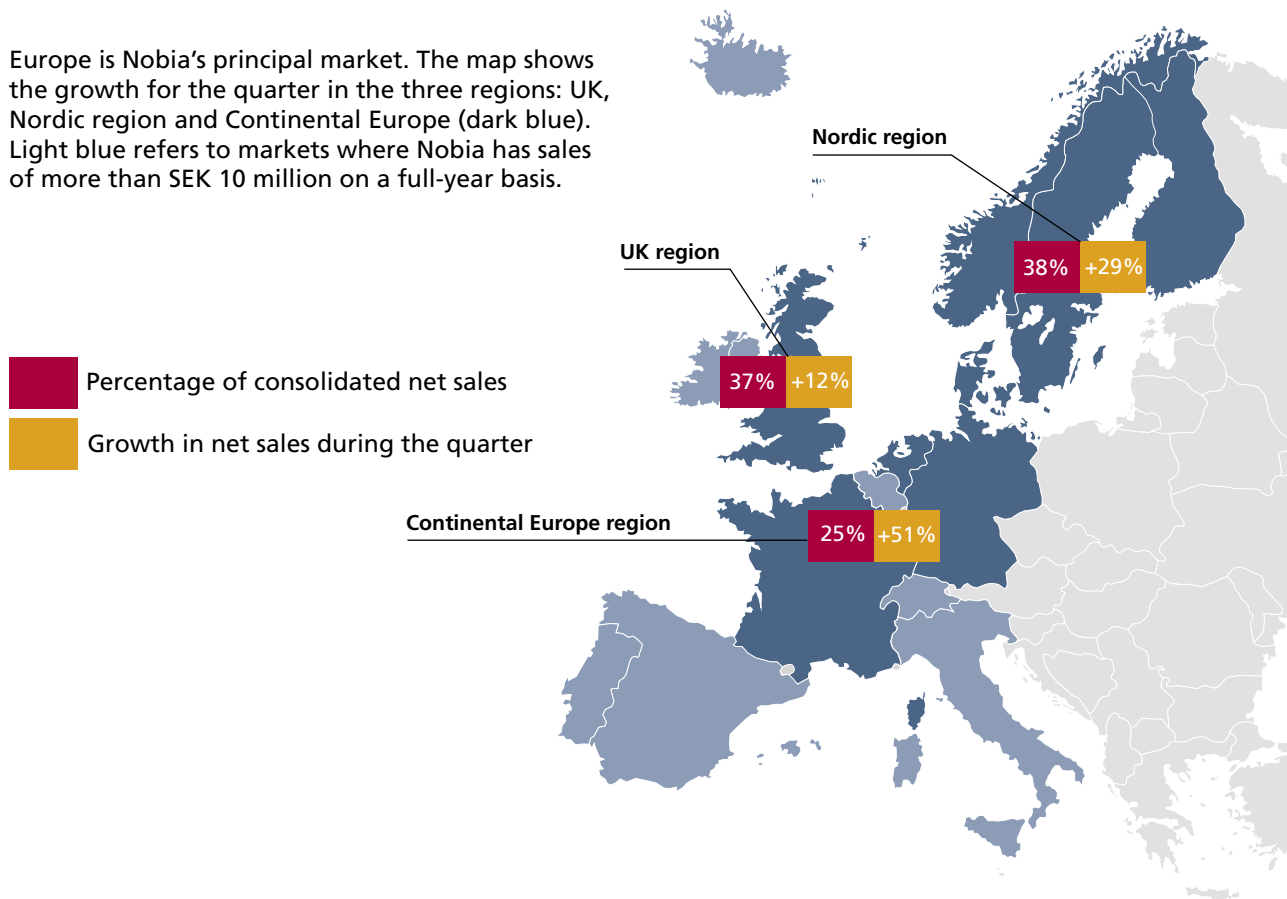 Europe is Nobia’s principal market. The map shows
the growth for the quarter in the three regions: UK,
Nordic region and Continental Europe (dark blue).
Light blue refers to markets where Nobia has sales
of more than SEK 10 million on a full-year basis.
Nordic region
38% +29%
UK region
37% +12%
Percentage of consolidated net sales
Growth in net sales during the quarter
Continental Europe region
25% +51%